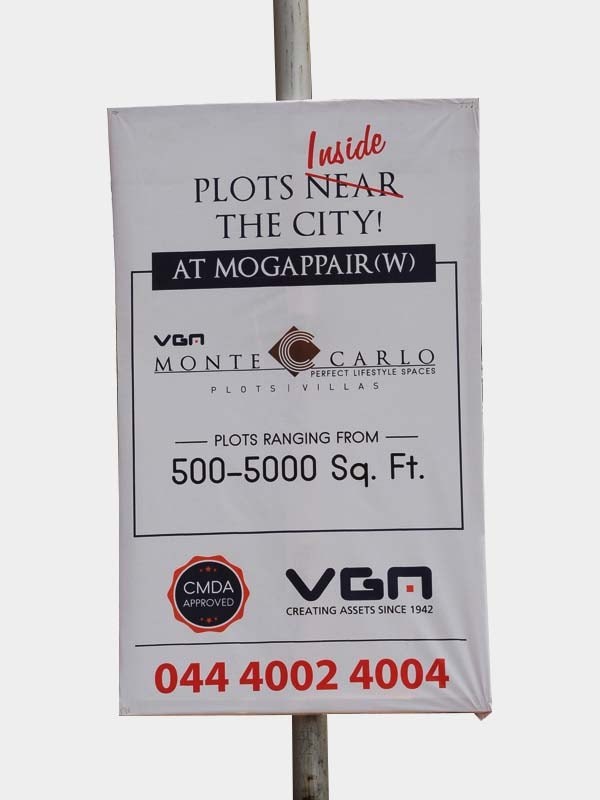 Inside
PLOTS NEAR
THE CITY!
AT MOGAPPAIR(W)
VGN
MONTE CARLO
PERFECT LIFESTYLE SPACES
PLOTS | VILLAS
PLOTS RANGING FROM
500-5000 Sq. Ft.
CMDA
APPROVED
VGN
CREATING ASSETS SINCE 1942
044 4002 4004